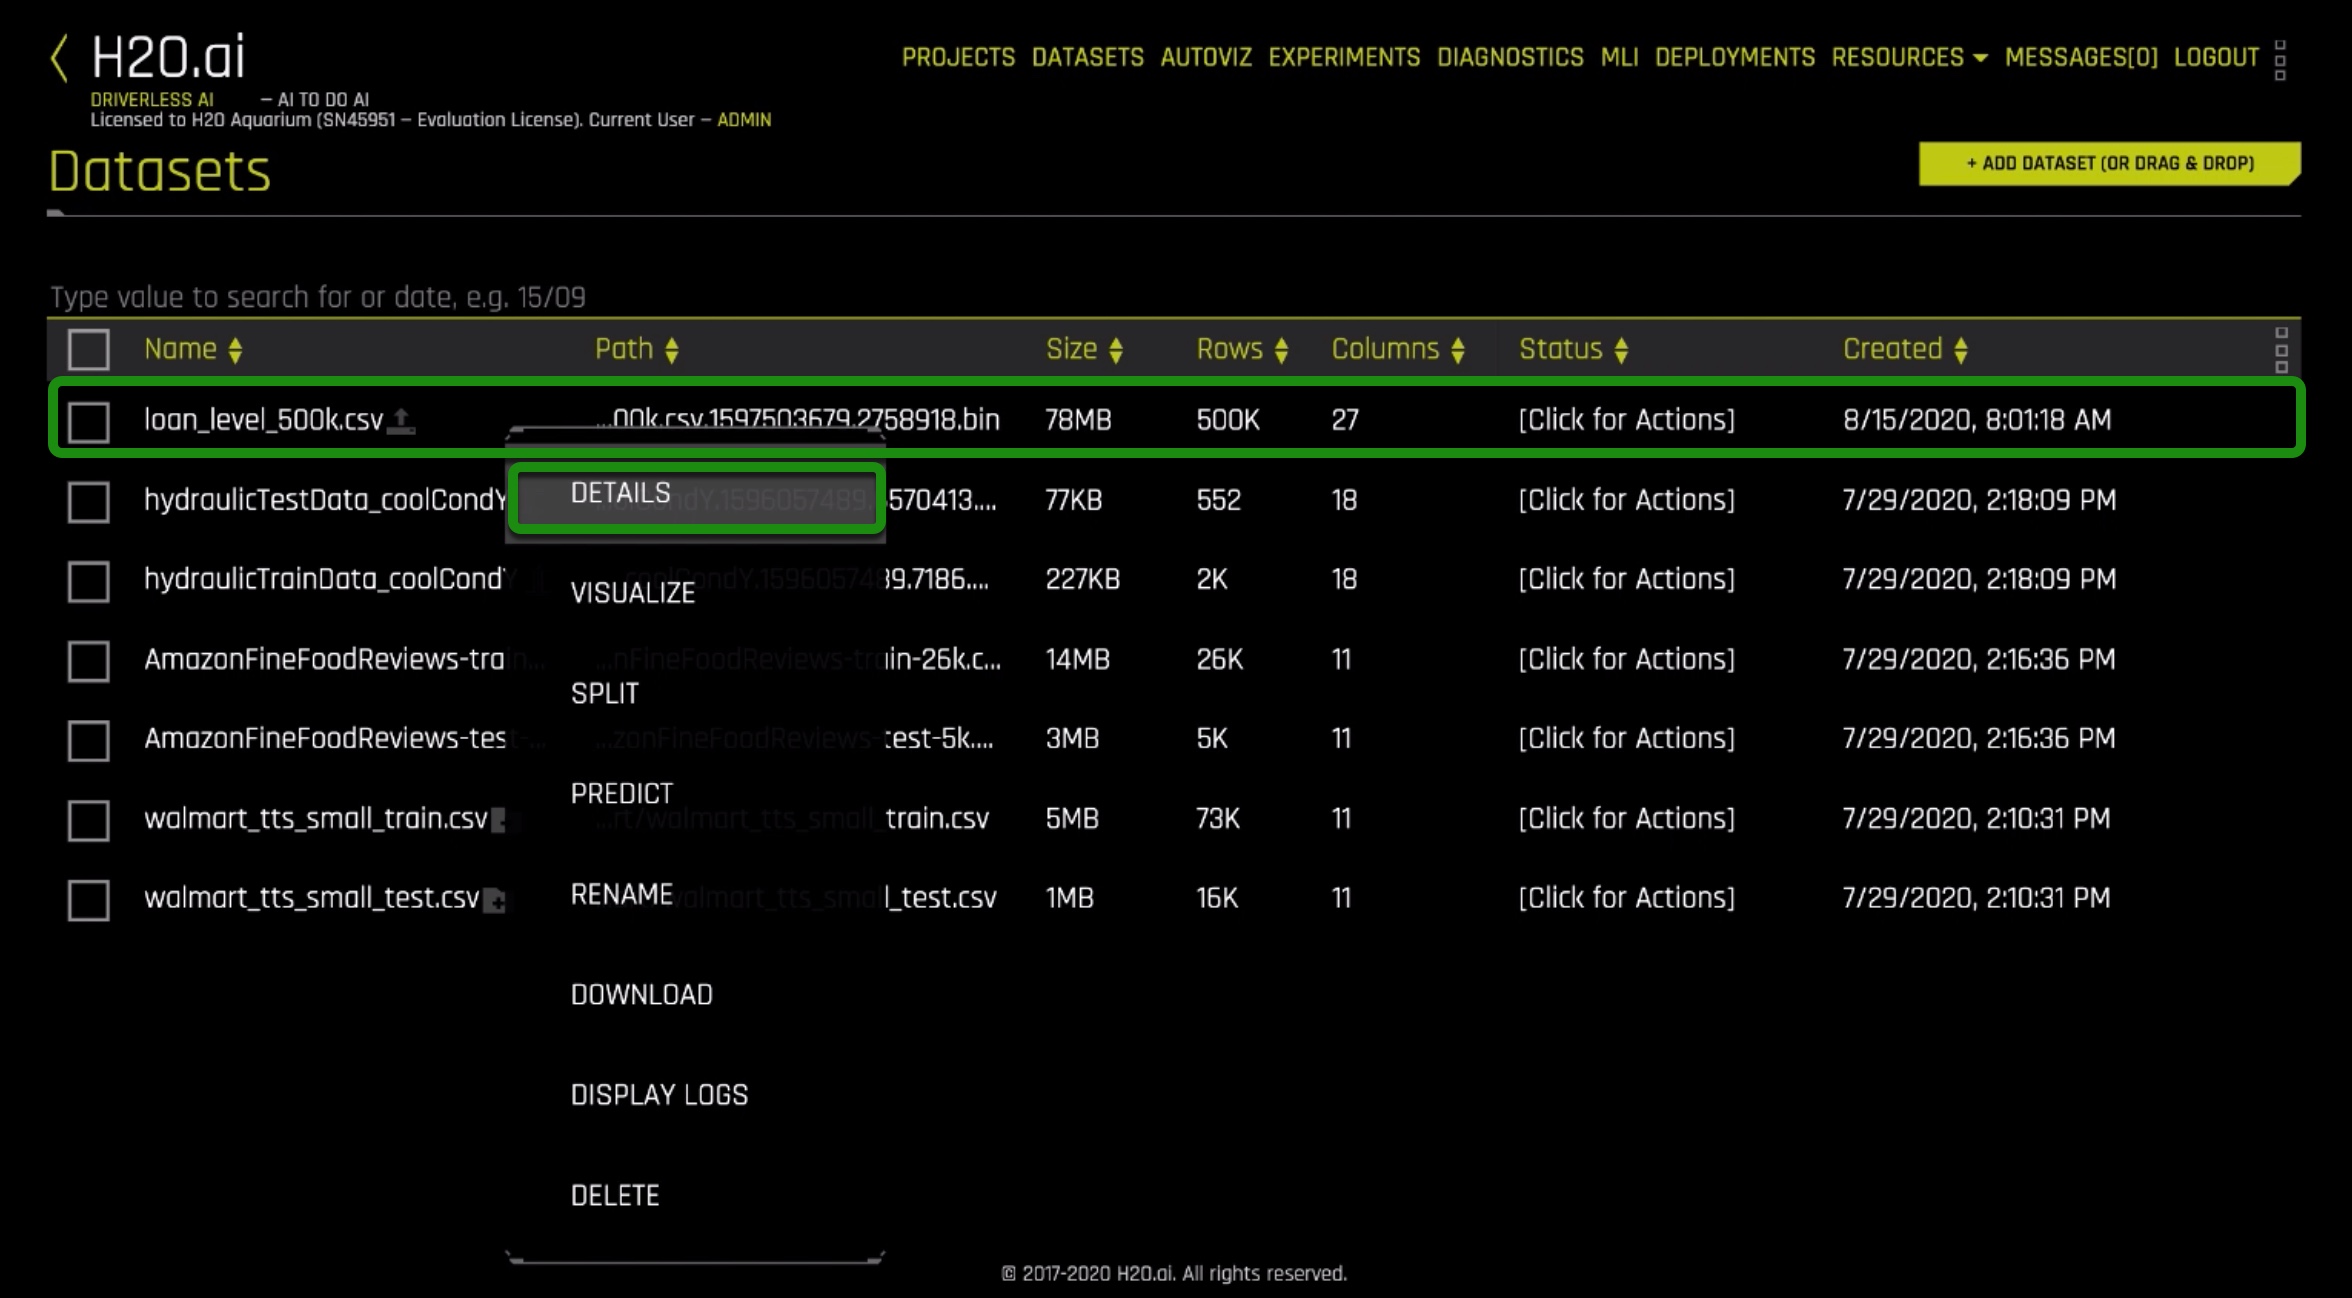 H2O.ai
PROJECTS DATASETS AUTOVIZ EXPERIMENTS DIAGNOSTICS MLI DEPLOYMENTS RESOURCES MESSAGES[0] LOGOUT
DRIVERLESS AI — AI TO DO AI
Licensed to H2O Aquarium (SN45951 — Evaluation License). Current User — ADMIN
Datasets
+ ADD DATASET (OR DRAG & DROP)
Type value to search for or date, e.g. 15/09
Name Path Size Rows Columns Status Created
loan_level_500k.csv ...00k.csv.1597503679.2758918.bin 78MB 500K 27 [Click for Actions] 8/15/2020, 8:01:18 AM
DETAILS
hydraulicTestData_coolCondY 570413.... 77KB 552 18 [Click for Actions] 7/29/2020, 2:18:09 PM
hydraulicTrainData_coolCondY ...coolCondY.1596057489.7186.... 227KB 2K 18 [Click for Actions] 7/29/2020, 2:18:09 PM
VISUALIZE
AmazonFineFoodReviews-train... ...nFineFoodReviews-train-26k.c... 14MB 26K 11 [Click for Actions] 7/29/2020, 2:16:36 PM
SPLIT
AmazonFineFoodReviews-test-... ...zonFineFoodReviews-test-5k.... 3MB 5K 11 [Click for Actions] 7/29/2020, 2:16:36 PM
PREDICT
walmart_tts_small_train.csv ...rt/walmart_tts_small_train.csv 5MB 73K 11 [Click for Actions] 7/29/2020, 2:10:31 PM
RENAME
walmart_tts_small_test.csv walmart_tts_small_test.csv 1MB 16K 11 [Click for Actions] 7/29/2020, 2:10:31 PM
DOWNLOAD
DISPLAY LOGS
DELETE
© 2017-2020 H2O.ai. All rights reserved.